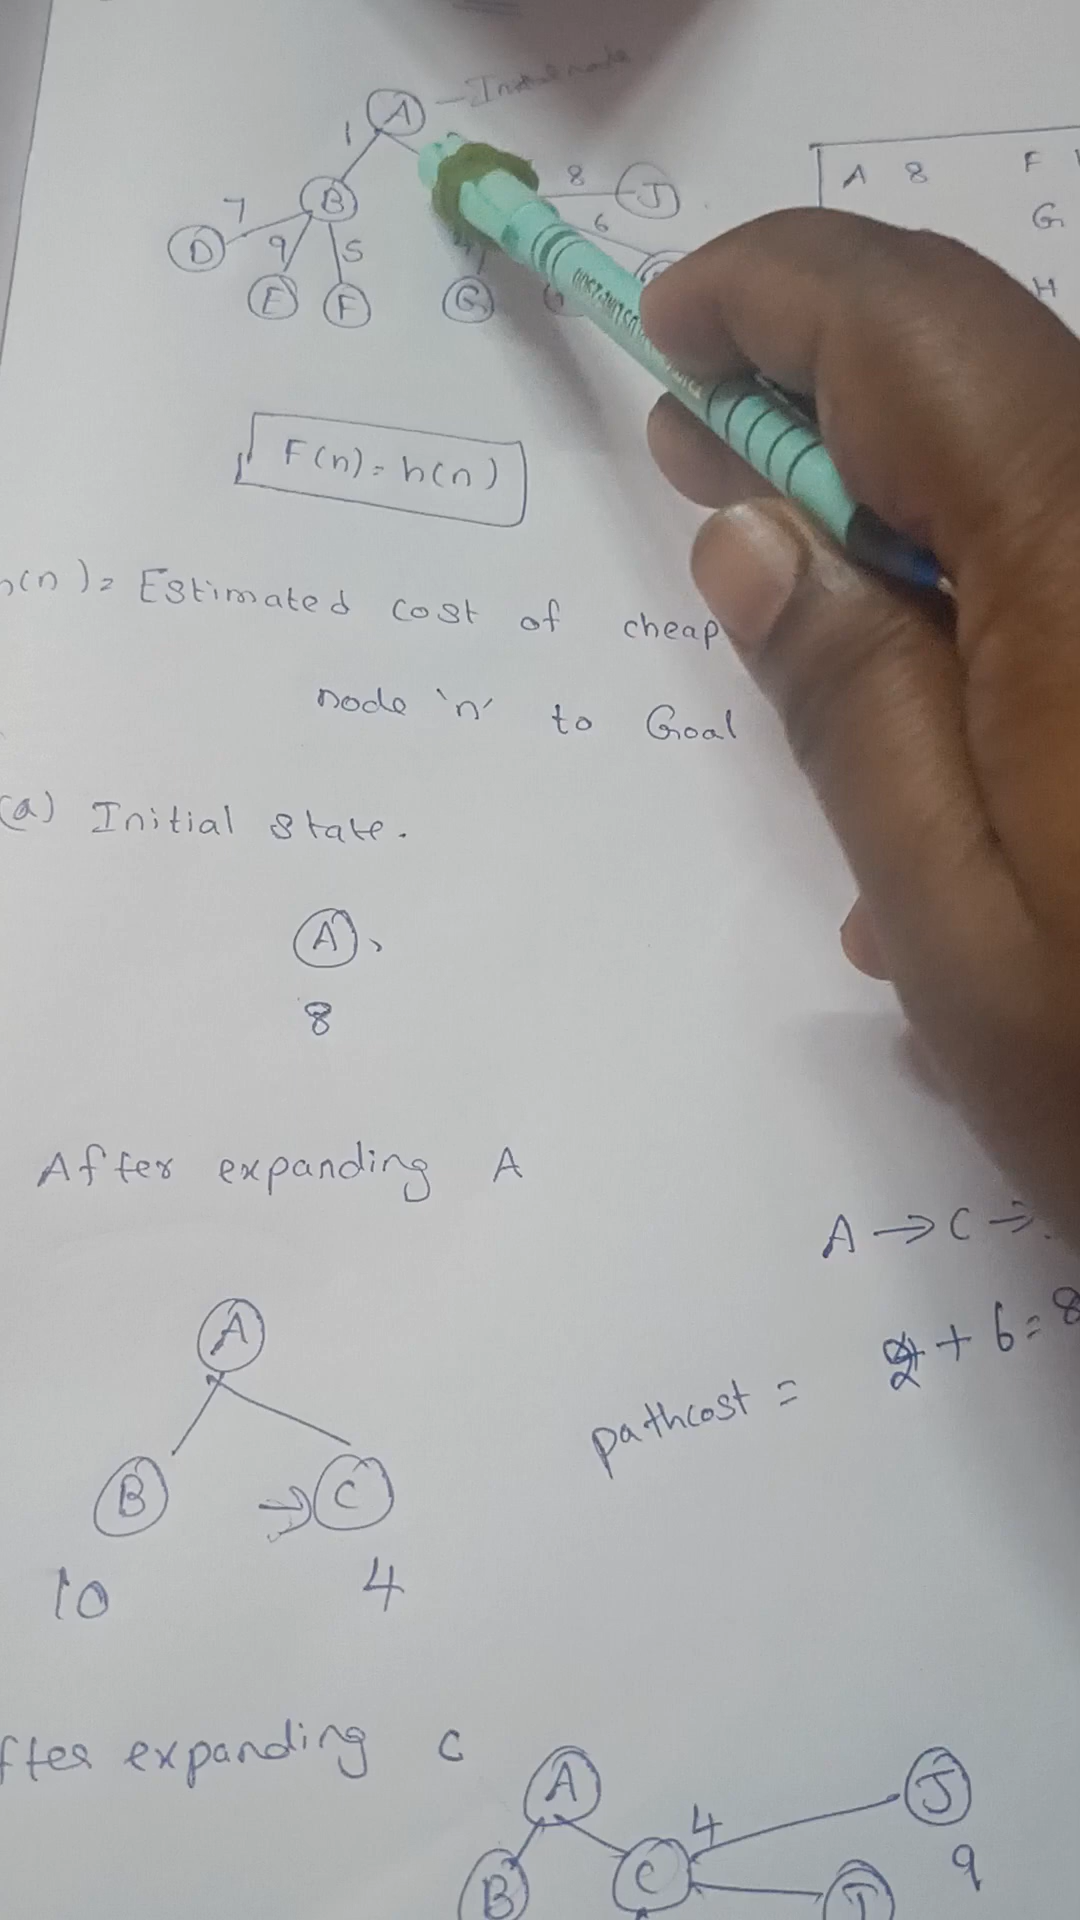 A
1
8 J
A 8 F
B
7
6
G
D
9 5
E F G
H
F(n)=h(n)
h(n)= Estimated cost of cheap
node 'n' to Goal
(a) Initial state.
A
8
After expanding A
A → C →
pathcost = 2 + 6 = 8
A
B → C
10 4
expanding C
A
J
4
9
B C I